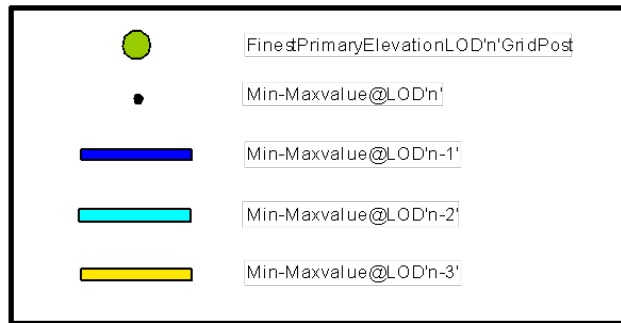 FinestPrimaryElevationLOD'n'GridPost
Min-Maxvalue@LOD'n'
Min-Maxvalue@LOD'n-1'
Min-Maxvalue@LOD'n-2'
Min-Maxvalue@LOD'n-3'